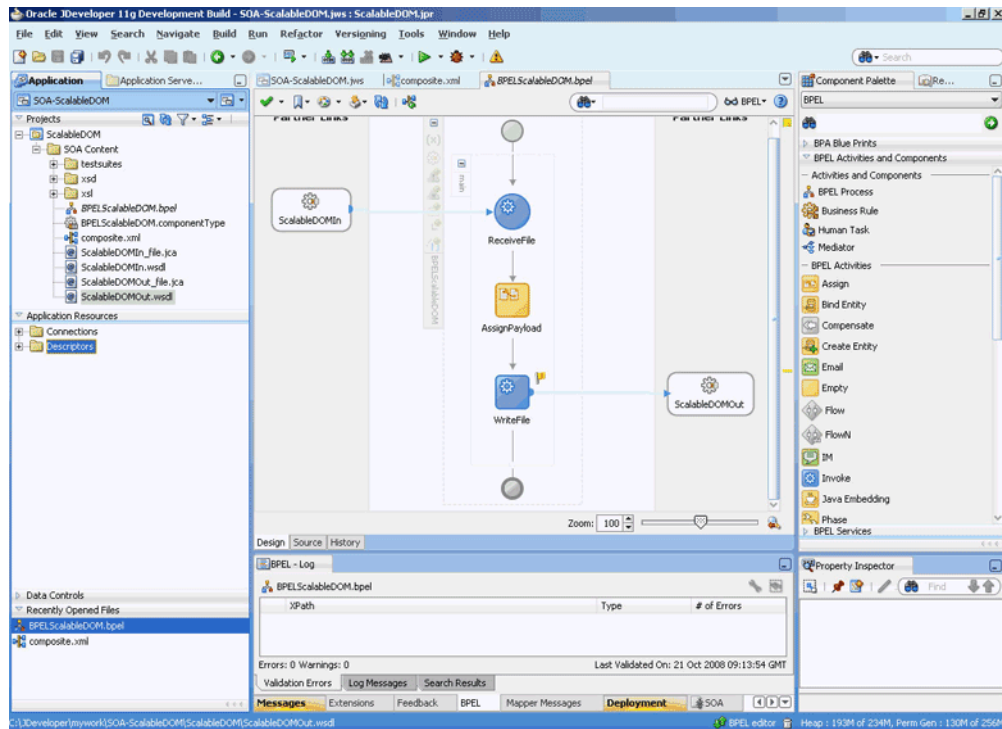 Oracle JDeveloper 11g Development Build - SOA-ScalableDOM.jws : ScalableDOM.jpr
File Edit View Search Navigate Build Run Refactor Versioning Tools Window Help
Search
Application
Application Serve...
SOA-ScalableDOM
Projects
ScalableDOM
SOA Content
testsuites
xsd
xsl
BPELScalableDOM.bpel
BPELScalableDOM.componentType
composite.xml
ScalableDOMIn_file.jca
ScalableDOMIn.wsdl
ScalableDOMOut_file.jca
ScalableDOMOut.wsdl
Application Resources
Connections
Descriptors
Data Controls
Recently Opened Files
BPELScalableDOM.bpel
composite.xml
SOA-ScalableDOM.jws
composite.xml
BPELScalableDOM.bpel
BPEL
Partner Links
Partner Links
main
BPELScalableDOM
ScalableDOMIn
ReceiveFile
AssignPayload
WriteFile
ScalableDOMOut
Zoom: 100
Design Source History
BPEL - Log
BPELScalableDOM.bpel
XPath Type # of Errors
Errors: 0 Warnings: 0 Last Validated On: 21 Oct 2008 09:13:54 GMT
Validation Errors Log Messages Search Results
Messages Extensions Feedback BPEL Mapper Messages Deployment SOA
Component Palette
Re...
BPEL
BPA Blue Prints
BPEL Activities and Components
Activities and Components
BPEL Process
Business Rule
Human Task
Mediator
BPEL Activities
Assign
Bind Entity
Compensate
Create Entity
Email
Empty
Flow
FlowN
IM
Invoke
Java Embedding
Phase
BPEL Services
Property Inspector
Find
C:\JDeveloper\mywork\SOA-ScalableDOM\ScalableDOM\ScalableDOMOut.wsdl
BPEL editor
Heap : 193M of 234M, Perm Gen : 130M of 256M